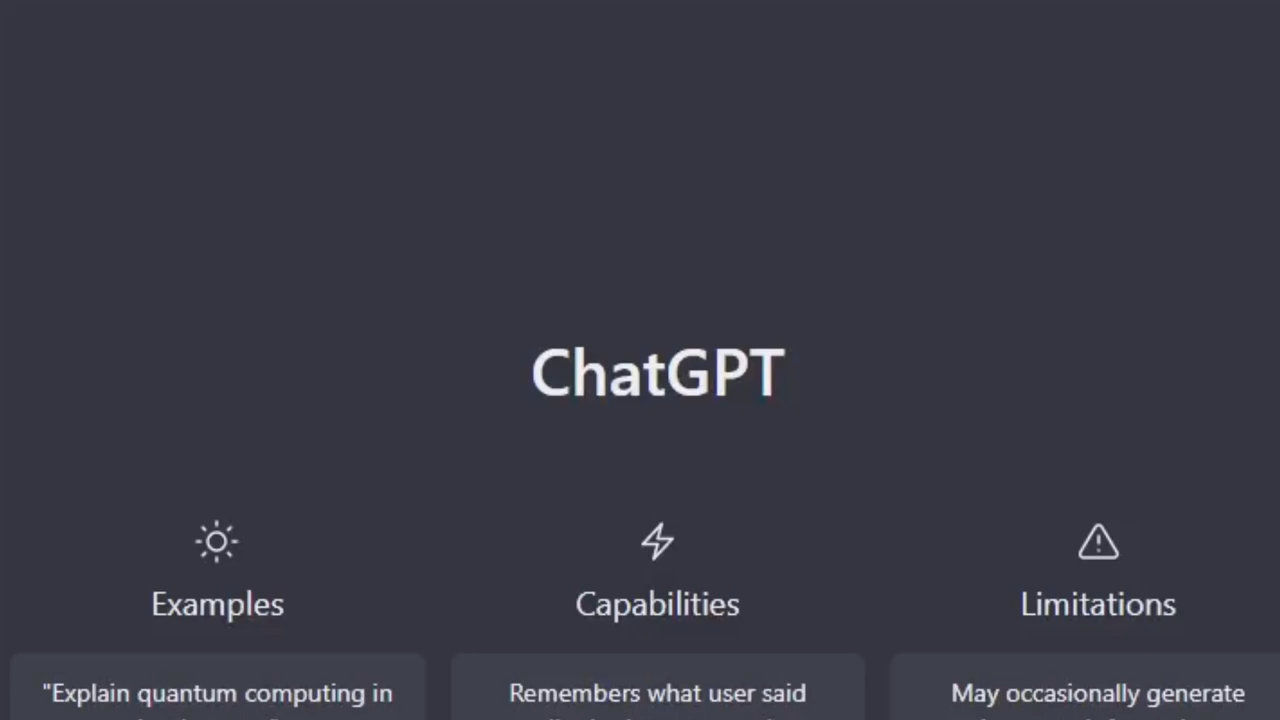 ChatGPT
Examples
Capabilities
Limitations
"Explain quantum computing in
Remembers what user said
May occasionally generate